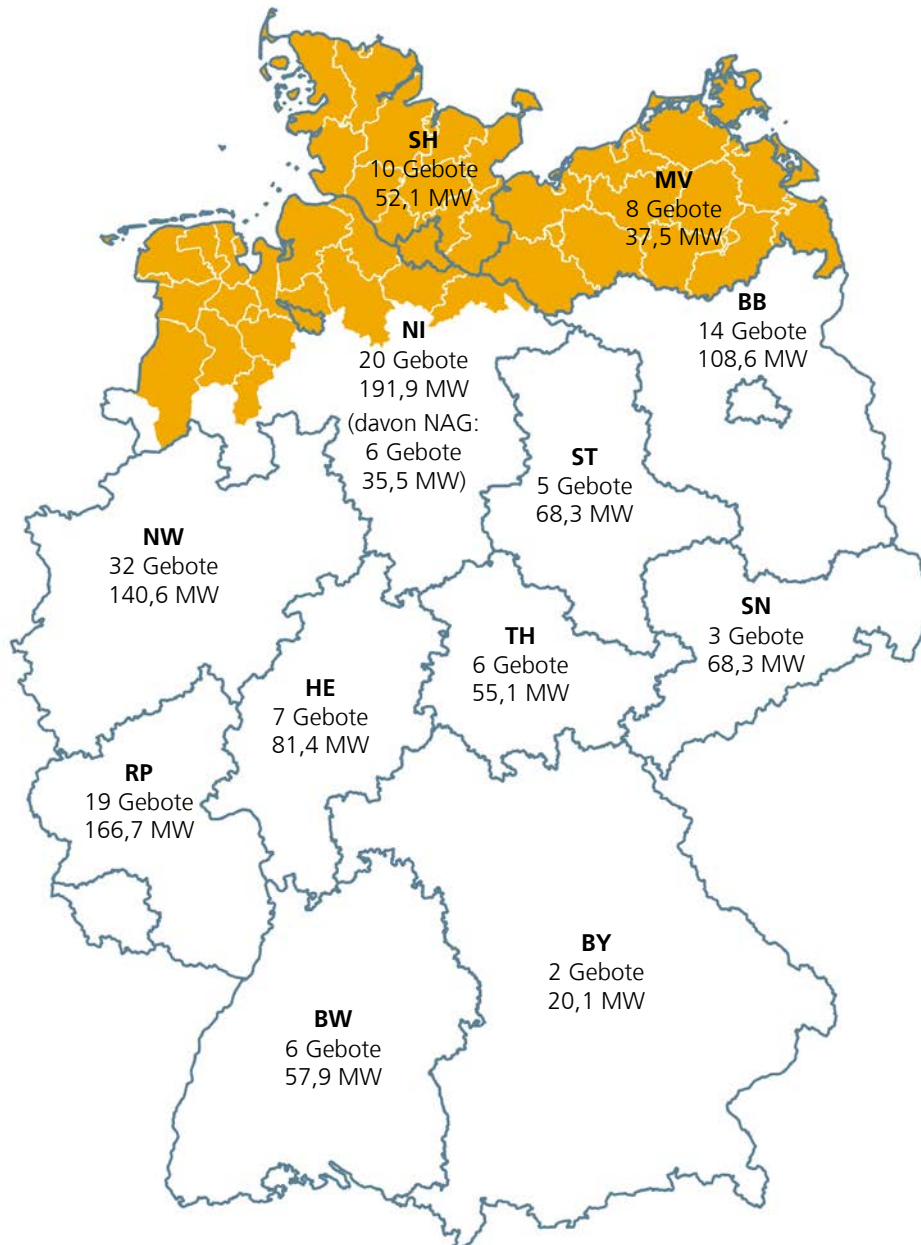 SH
10 Gebote
52,1 MW
MV
8 Gebote
37,5 MW
BB
14 Gebote
108,6 MW
NI
20 Gebote
191,9 MW
(davon NAG:
6 Gebote
35,5 MW)
ST
5 Gebote
68,3 MW
NW
32 Gebote
140,6 MW
SN
3 Gebote
68,3 MW
TH
6 Gebote
55,1 MW
HE
7 Gebote
81,4 MW
RP
19 Gebote
166,7 MW
BY
2 Gebote
20,1 MW
BW
6 Gebote
57,9 MW